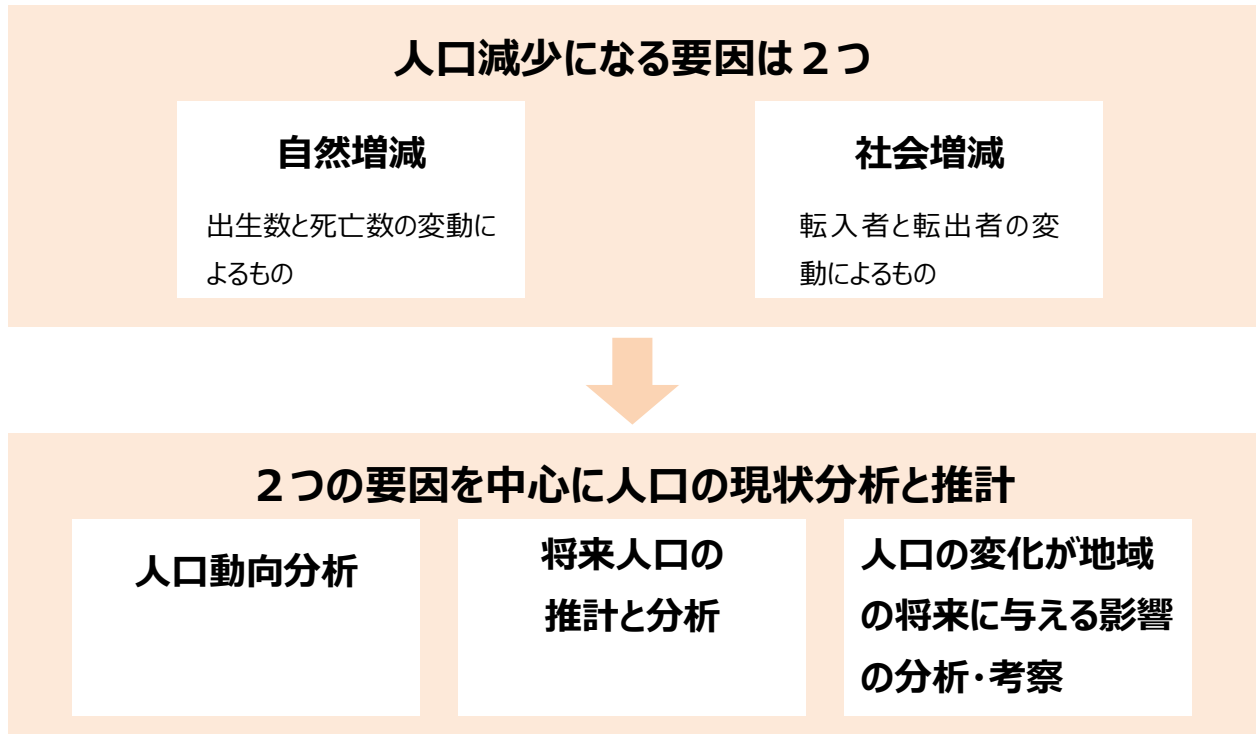 人口減少になる要因は２つ
自然増減
出生数と死亡数の変動に
よるもの
社会増減
転入者と転出者の変
動によるもの
２つの要因を中心に人口の現状分析と推計
人口動向分析
将来人口の
推計と分析
人口の変化が地域
の将来に与える影響
の分析・考察